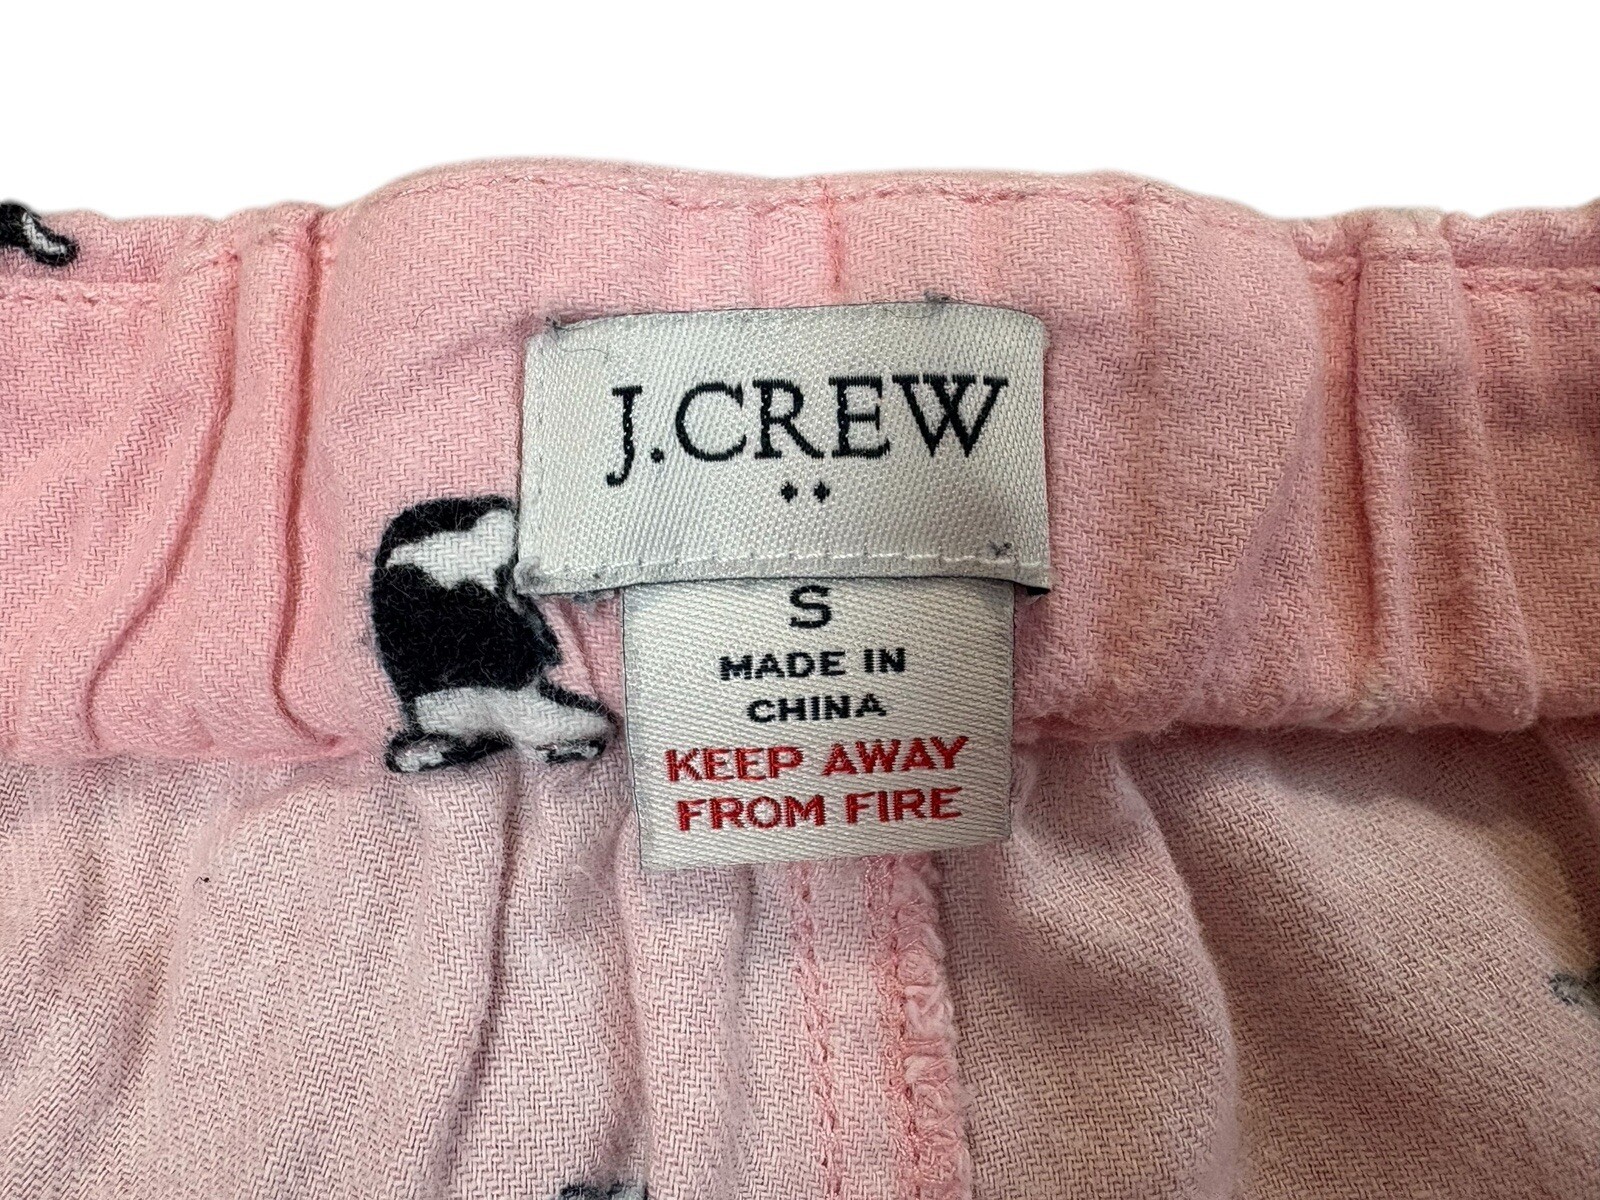 J.CREW
S
MADE IN
CHINA
KEEP AWAY
FROM FIRE